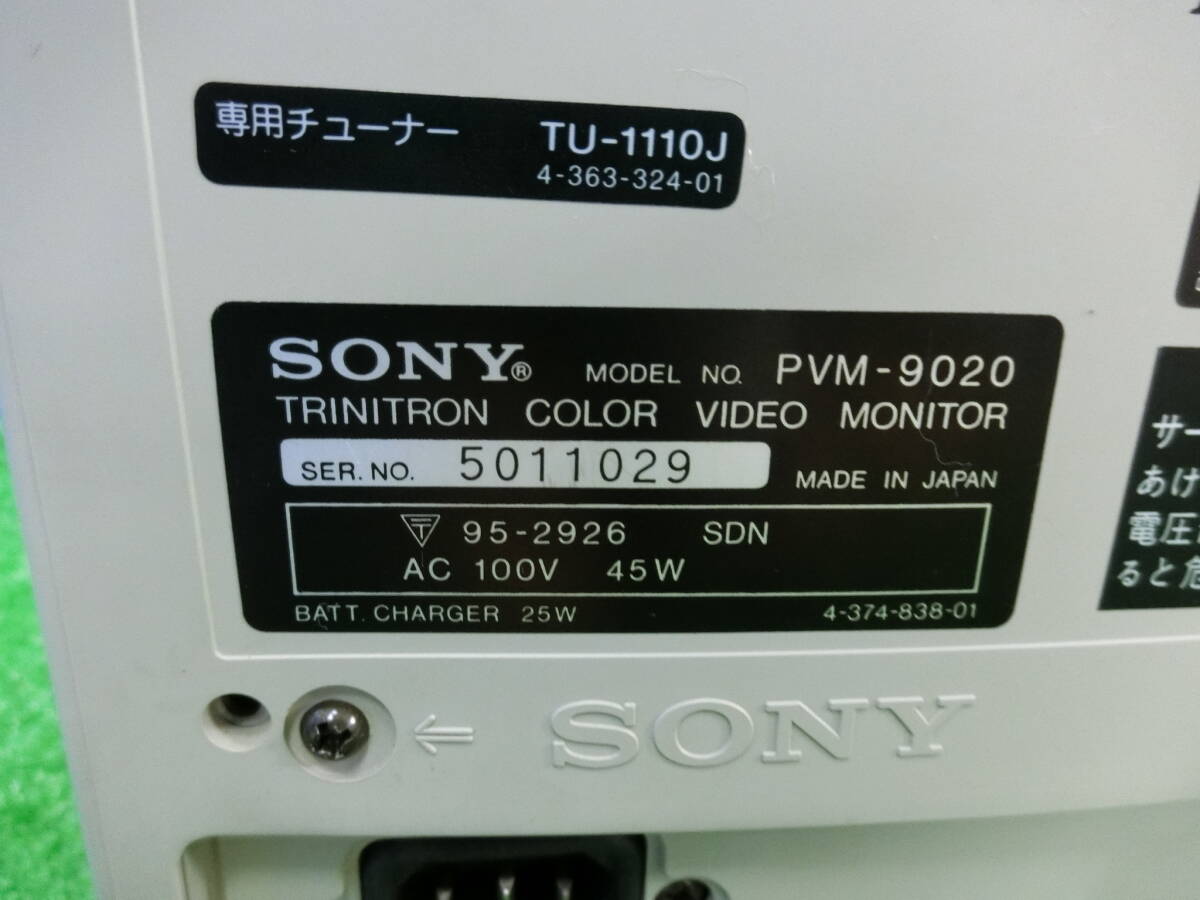 専用チューナー TU-1110J
4-363-324-01
SONY® MODEL NO. PVM-9020
TRINITRON COLOR VIDEO MONITOR
SER. NO. 5011029 MADE IN JAPAN
95-2926 SDN
AC 100V 45W
BATT. CHARGER 25W 4-374-838-01
サー
あけ
電圧
ると危
SONY